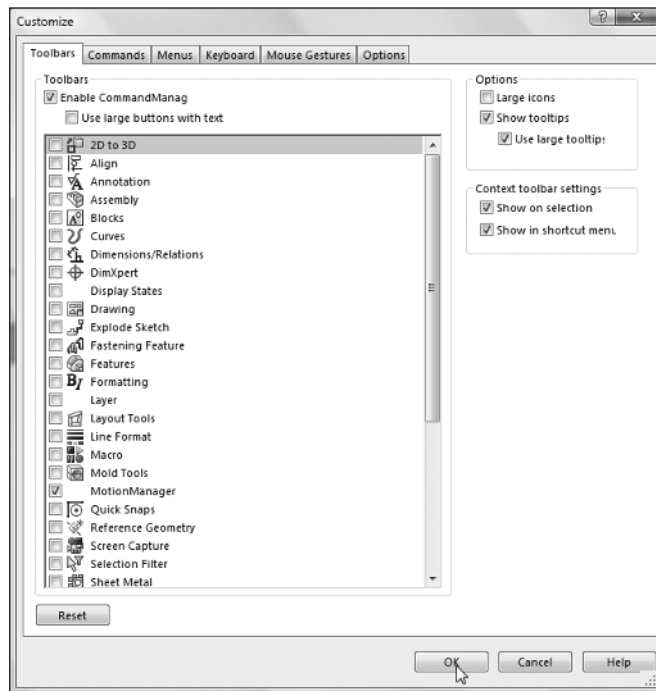 Customize
Toolbars Commands Menus Keyboard Mouse Gestures Options
Toolbars
Enable CommandManag
Use large buttons with text
2D to 3D
Align
Annotation
Assembly
Blocks
Curves
Dimensions/Relations
DimXpert
Display States
Drawing
Explode Sketch
Fastening Feature
Features
Formatting
Layer
Layout Tools
Line Format
Macro
Mold Tools
MotionManager
Quick Snaps
Reference Geometry
Screen Capture
Selection Filter
Sheet Metal
Reset
Options
Large icons
Show tooltips
Use large tooltips
Context toolbar settings
Show on selection
Show in shortcut menu
OK Cancel Help